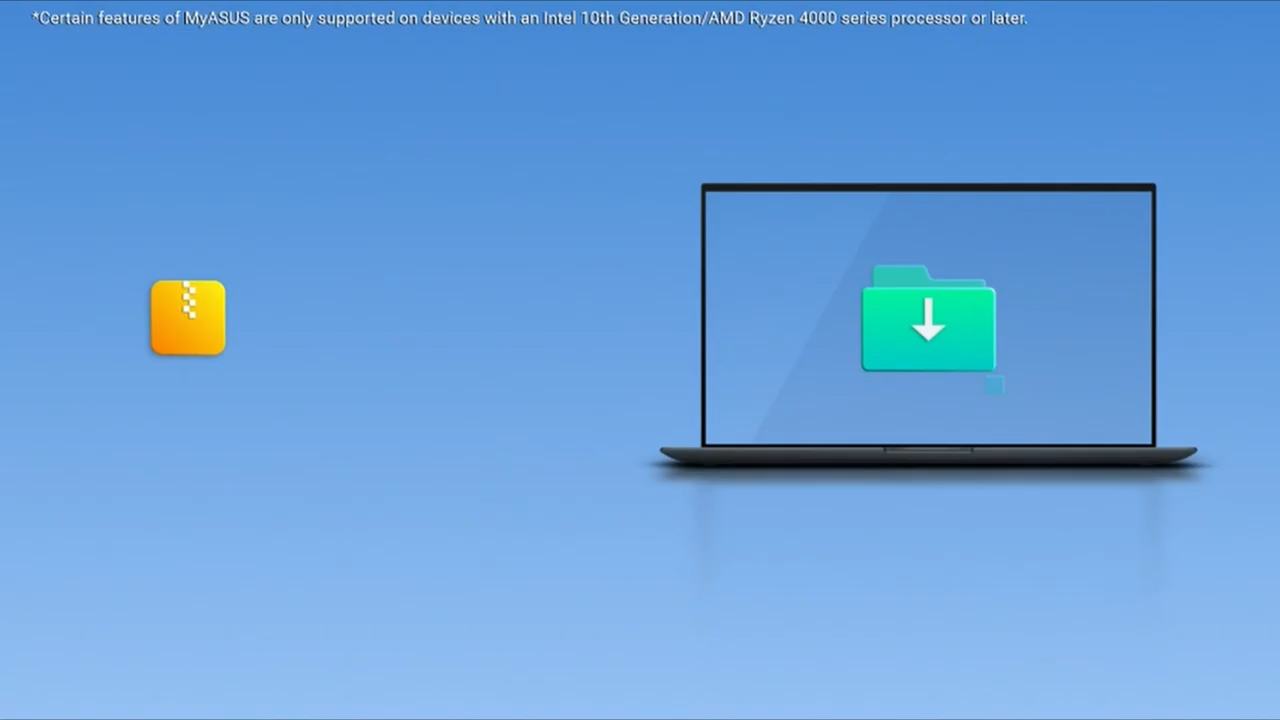 *Certain features of MyASUS are only supported on devices with an Intel 10th Generation/AMD Ryzen 4000 series processor or later.